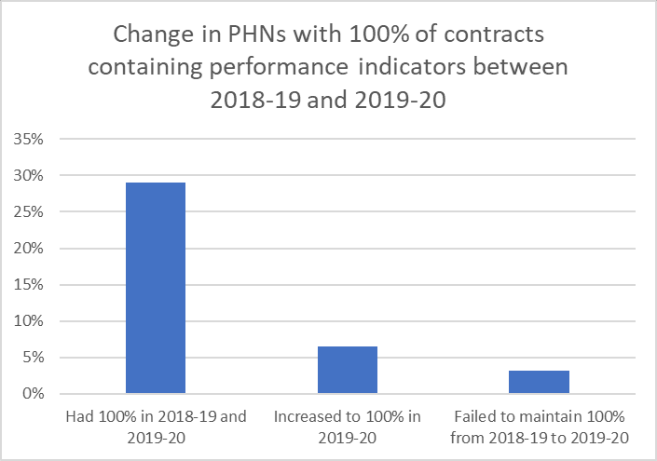 Change in PHNs with 100% of contracts
containing performance indicators between
2018-19 and 2019-20
35%
30%
25%
20%
15%
10%
5%
0%
Had 100% in 2018-19 and
2019-20
Increased to 100% in
2019-20
Failed to maintain 100%
from 2018-19 to 2019-20